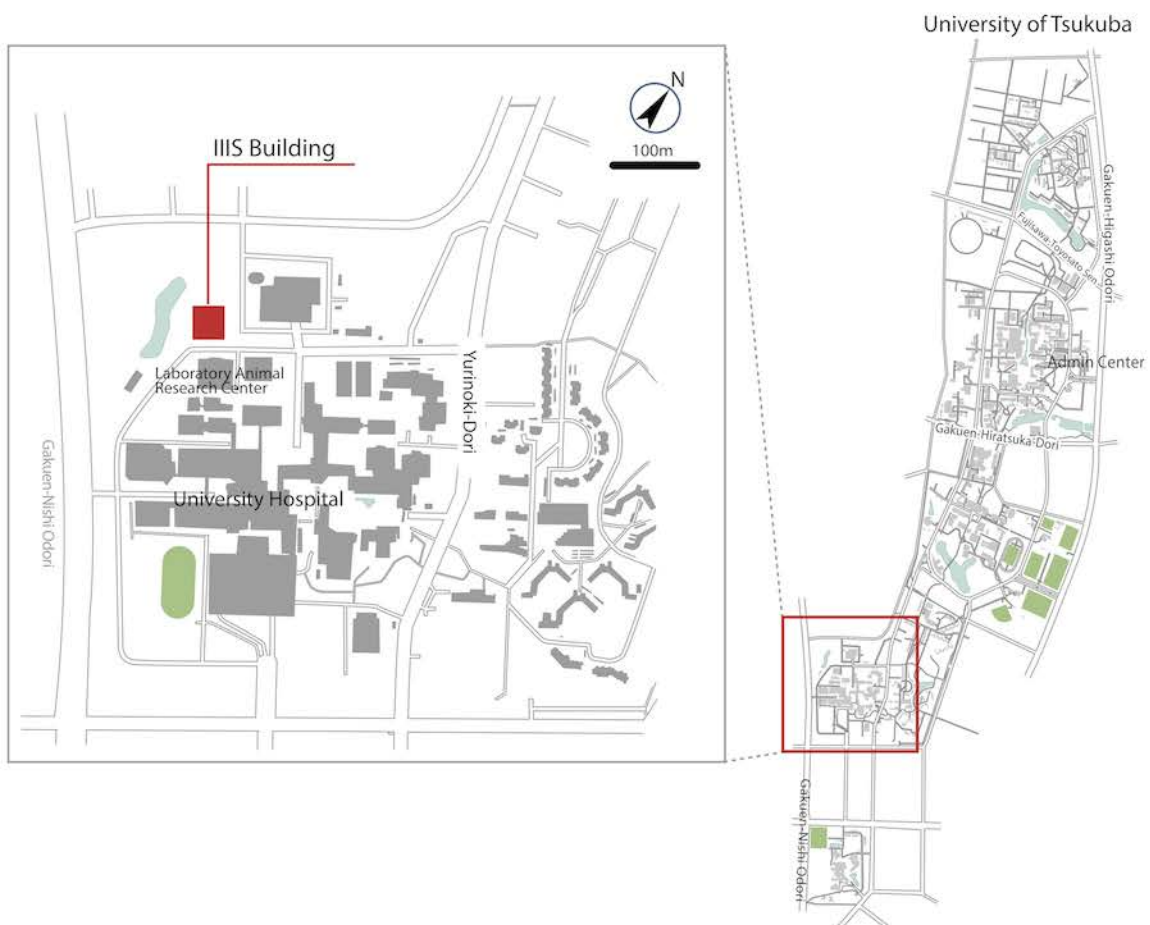 University of Tsukuba
N
100m
IIIS Building
Laboratory Animal
Research Center
Yurinoki-Dori
University Hospital
Gakuen-Nishi Odori
Gakuen-Higashi Odori
Fujisawa-Toyosato Sen
Admin Center
Gakuen-Hiratsuka-Dori
Gakuen-Nishi Odori